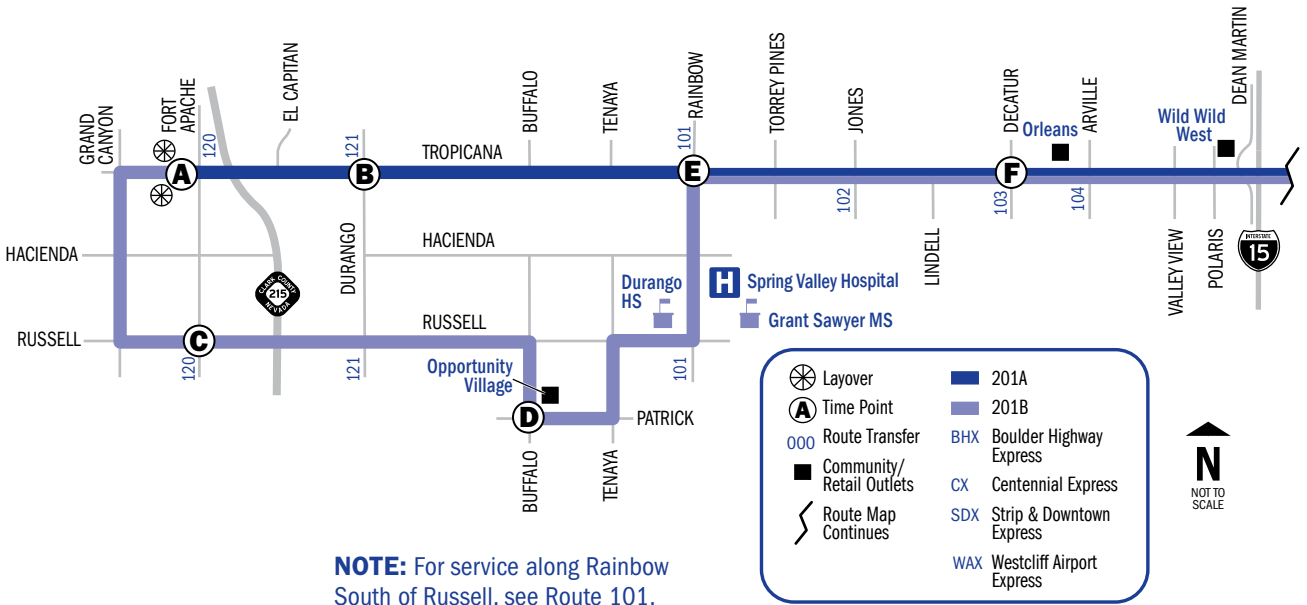 GRAND
CANYON
FORT
APACHE
120
EL CAPITAN
121
BUFFALO
TENAYA
RAINBOW
101
TORREY PINES
JONES
DECATUR
Orleans
ARVILLE
Wild Wild
West
DEAN MARTIN
TROPICANA
A
B
E
F
102
103
104
LINDELL
VALLEY VIEW
POLARIS
INTERSTATE
15
HACIENDA
HACIENDA
DURANGO
CLARK COUNTY
215
NEVADA
Durango
HS
H
Spring Valley Hospital
Grant Sawyer MS
RUSSELL
RUSSELL
C
120
121
101
Opportunity
Village
D
PATRICK
BUFFALO
TENAYA
Layover
A Time Point
000 Route Transfer
Community/
Retail Outlets
Route Map
Continues
201A
201B
BHX Boulder Highway
Express
CX Centennial Express
SDX Strip & Downtown
Express
WAX Westcliff Airport
Express
N
NOT TO
SCALE
NOTE: For service along Rainbow
South of Russell, see Route 101.